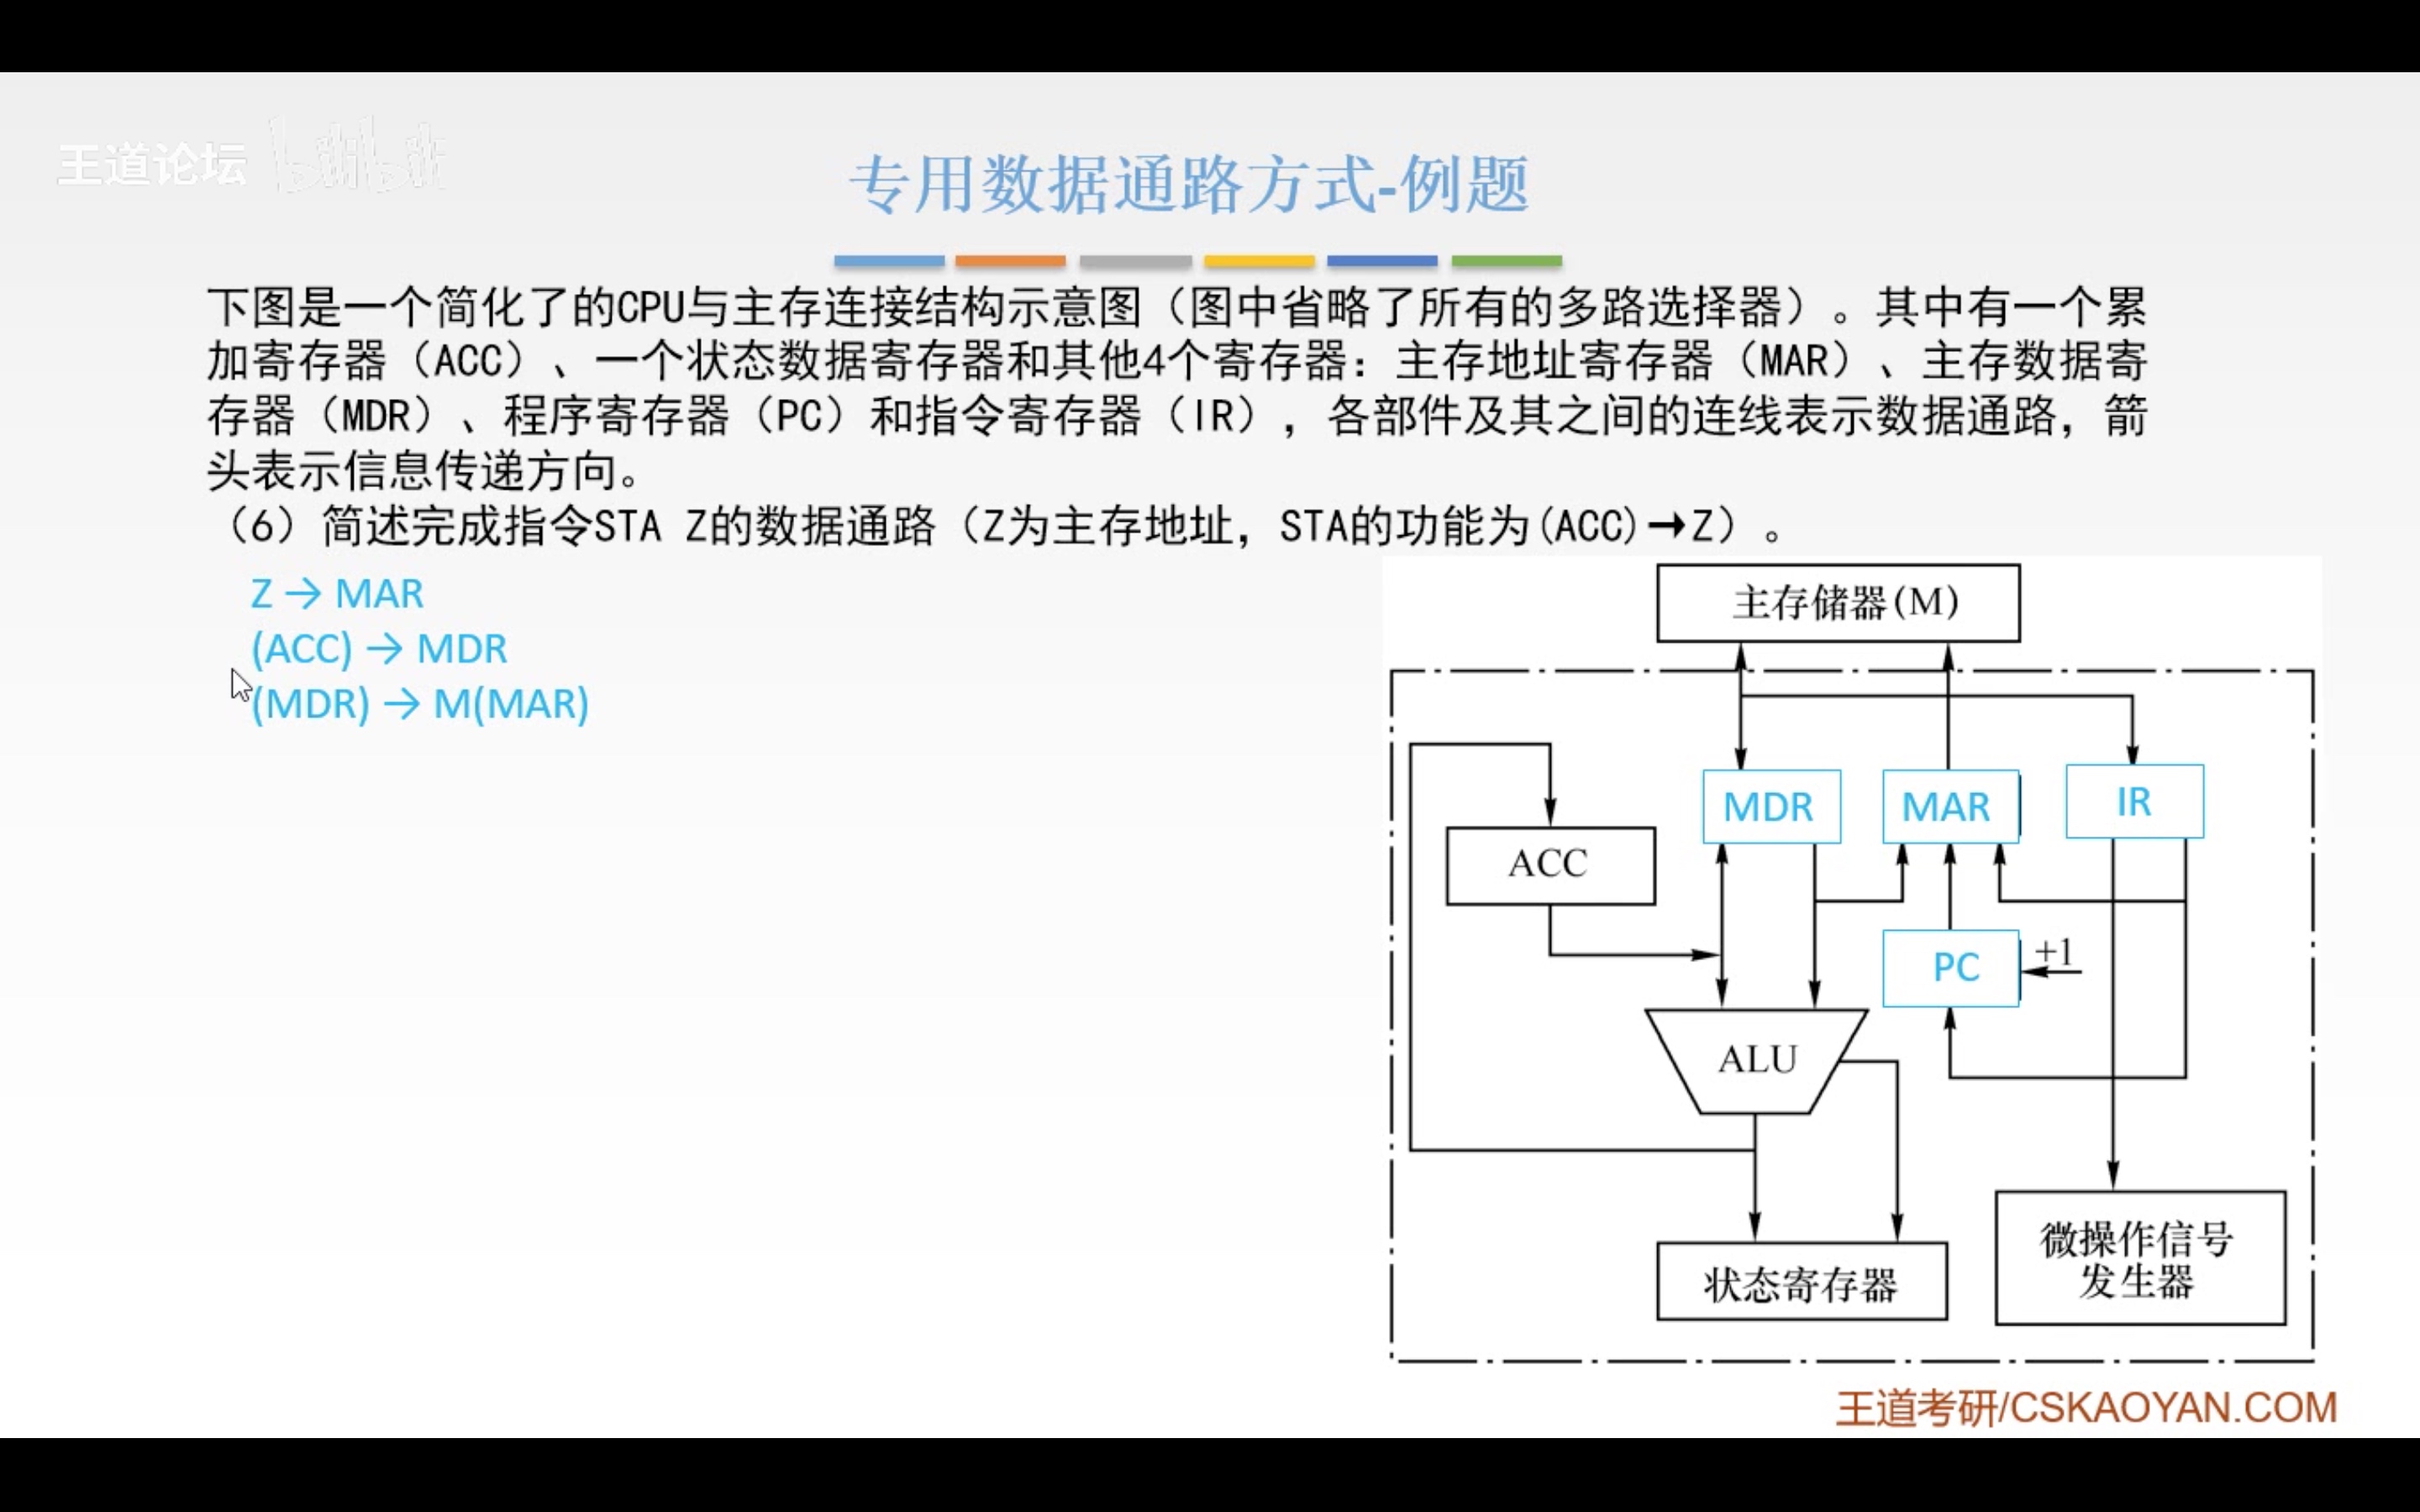 王道论坛 bilibili
专用数据通路方式-例题
下图是一个简化了的CPU与主存连接结构示意图（图中省略了所有的多路选择器）。其中有一个累
加寄存器（ACC）、一个状态数据寄存器和其他4个寄存器：主存地址寄存器（MAR）、主存数据寄
存器（MDR）、程序寄存器（PC）和指令寄存器（IR），各部件及其之间的连线表示数据通路，箭
头表示信息传递方向。
（6）简述完成指令STA Z的数据通路（Z为主存地址，STA的功能为(ACC)→Z）。
Z → MAR
(ACC) → MDR
(MDR) → M(MAR)
主存储器(M)
MDR
MAR
IR
ACC
PC
+1
ALU
状态寄存器
微操作信号
发生器
王道考研/CSKAOYAN.COM